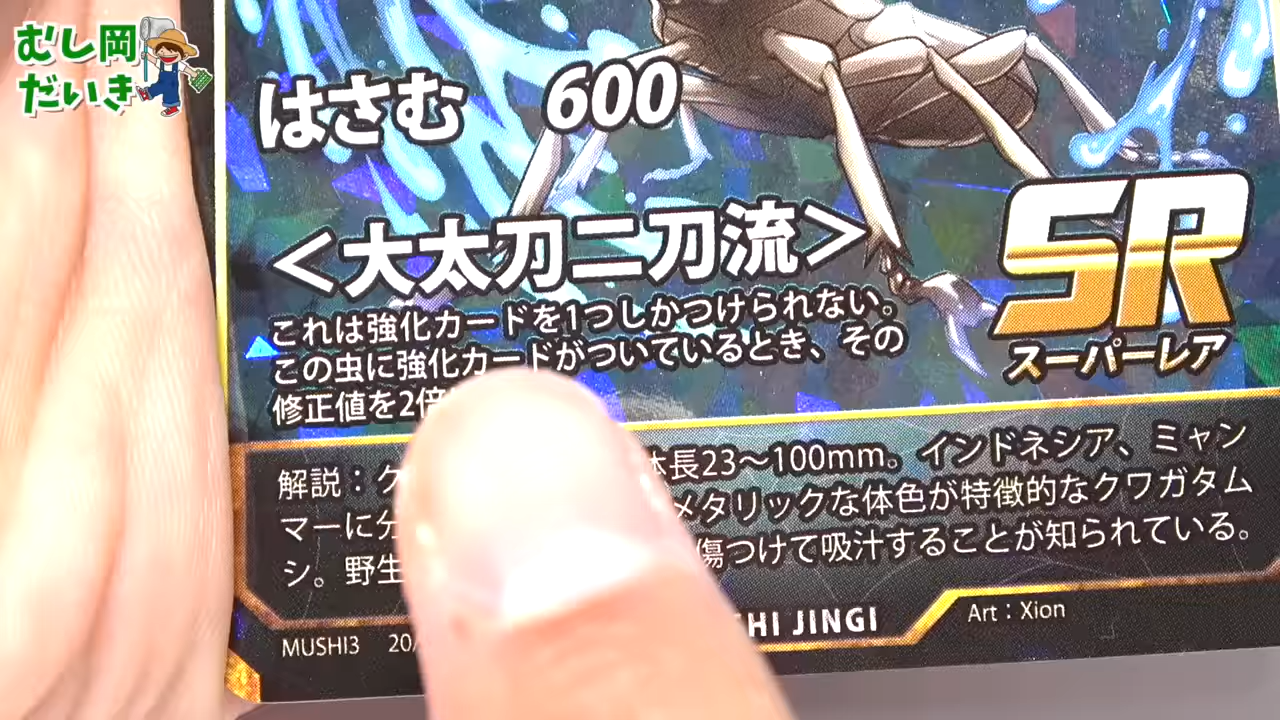 むし岡
だいき
はさむ 600
<大太刀二刀流>
これは強化カードを1つしかつけられない。
この虫に強化カードがついているとき、その
修正値を2倍
SR
スーパーレア
解説：ク 体長23～100mm。インドネシア、ミャン
マーに分 メタリックな体色が特徴的なクワガタム
シ。野生 傷つけて吸汁することが知られている。
MUSHI3 20/ HI JINGI Art：Xion